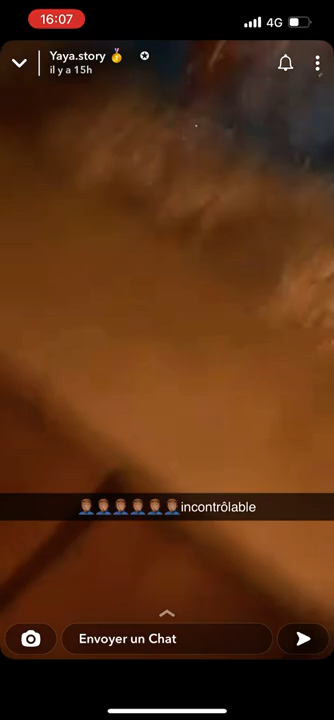 16:07
4G
Yaya.story 🥇
il y a 15h
🤦🏽‍♂️🤦🏽‍♂️🤦🏽‍♂️🤦🏽‍♂️🤦🏽‍♂️🤦🏽‍♂️incontrôlable
Envoyer un Chat